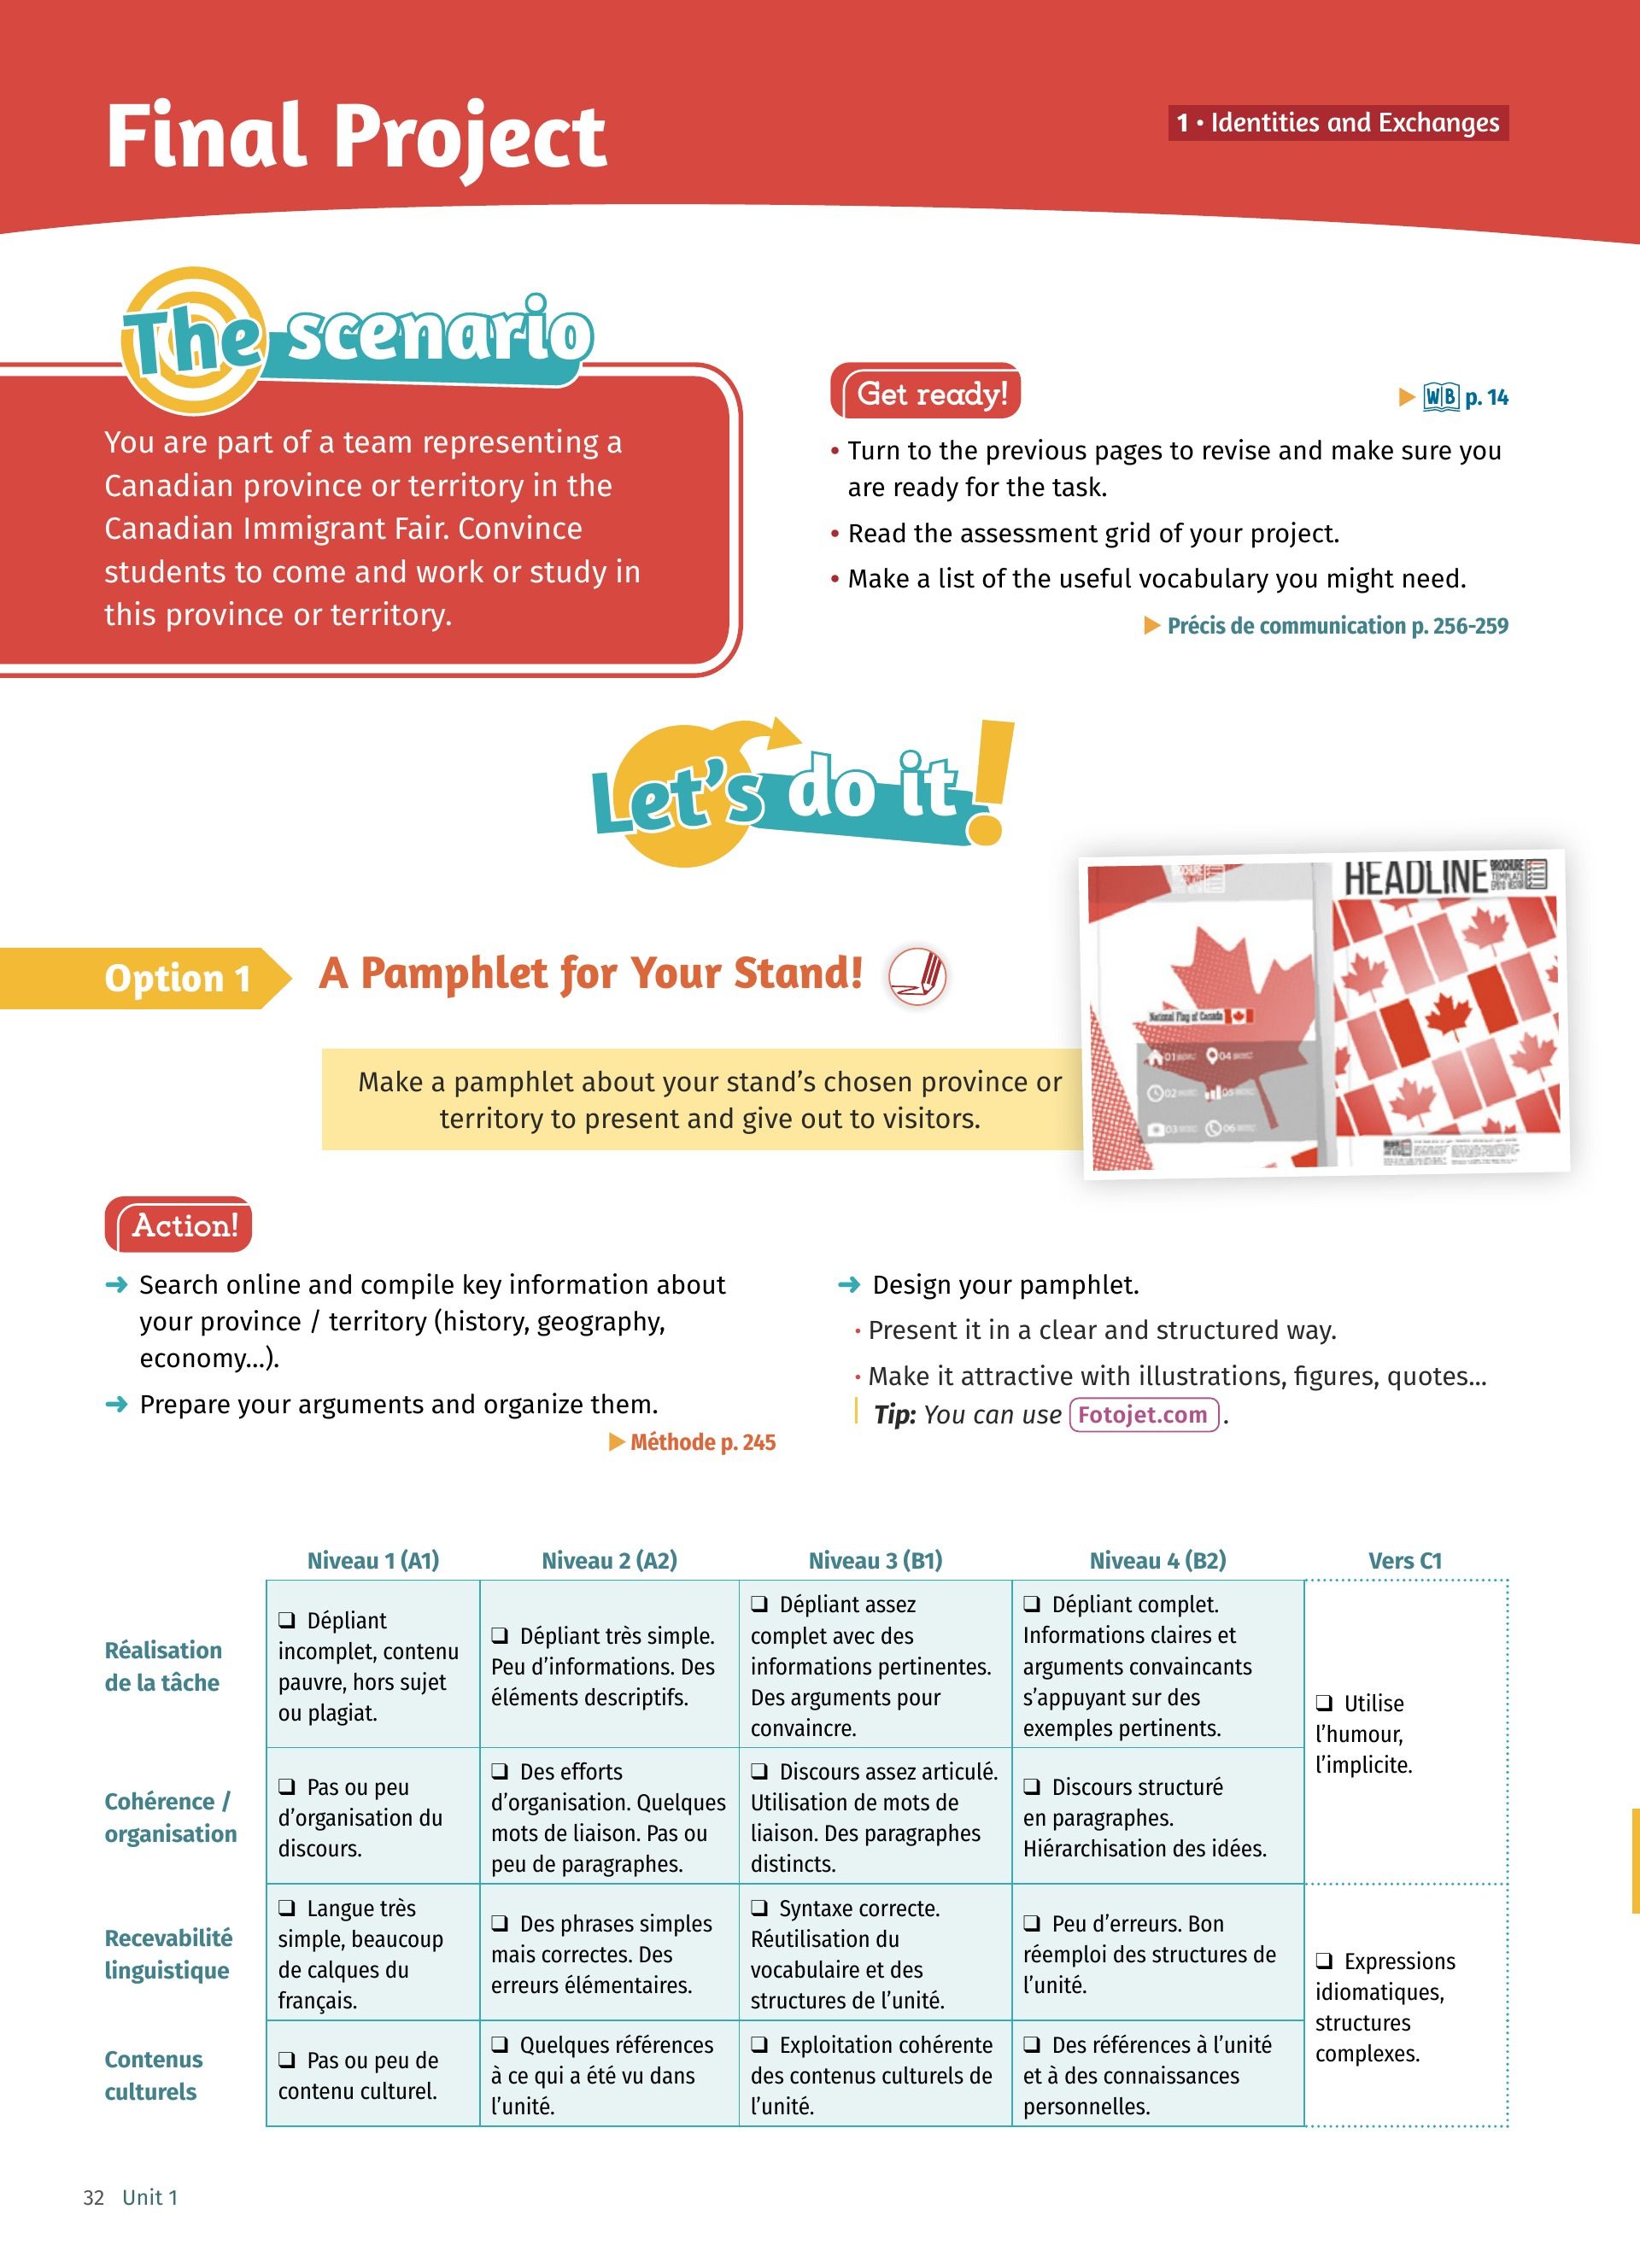 Final Project
1 • Identities and Exchanges
The scenario
You are part of a team representing a
Canadian province or territory in the
Canadian Immigrant Fair. Convince
students to come and work or study in
this province or territory.
Get ready!
WB p. 14
• Turn to the previous pages to revise and make sure you
are ready for the task.
• Read the assessment grid of your project.
• Make a list of the useful vocabulary you might need.
Précis de communication p. 256-259
Let's do it!
HEADLINE
BROCHURE
TEMPLATE
National Flag of Canada
01
04
02
05
03
06
Option 1
A Pamphlet for Your Stand!
Make a pamphlet about your stand's chosen province or
territory to present and give out to visitors.
Action!
➜ Search online and compile key information about
your province / territory (history, geography,
economy...).
➜ Prepare your arguments and organize them.
Méthode p. 245
➜ Design your pamphlet.
• Present it in a clear and structured way.
• Make it attractive with illustrations, figures, quotes...
Tip: You can use Fotojet.com.
Niveau 1 (A1) Niveau 2 (A2) Niveau 3 (B1) Niveau 4 (B2) Vers C1
Réalisation
de la tâche
❑ Dépliant
incomplet, contenu
pauvre, hors sujet
ou plagiat.
❑ Dépliant très simple.
Peu d'informations. Des
éléments descriptifs.
❑ Dépliant assez
complet avec des
informations pertinentes.
Des arguments pour
convaincre.
❑ Dépliant complet.
Informations claires et
arguments convaincants
s'appuyant sur des
exemples pertinents.
❑ Utilise
l'humour,
l'implicite.
Cohérence /
organisation
❑ Pas ou peu
d'organisation du
discours.
❑ Des efforts
d'organisation. Quelques
mots de liaison. Pas ou
peu de paragraphes.
❑ Discours assez articulé.
Utilisation de mots de
liaison. Des paragraphes
distincts.
❑ Discours structuré
en paragraphes.
Hiérarchisation des idées.
Recevabilité
linguistique
❑ Langue très
simple, beaucoup
de calques du
français.
❑ Des phrases simples
mais correctes. Des
erreurs élémentaires.
❑ Syntaxe correcte.
Réutilisation du
vocabulaire et des
structures de l'unité.
❑ Peu d'erreurs. Bon
réemploi des structures de
l'unité.
❑ Expressions
idiomatiques,
structures
complexes.
Contenus
culturels
❑ Pas ou peu de
contenu culturel.
❑ Quelques références
à ce qui a été vu dans
l'unité.
❑ Exploitation cohérente
des contenus culturels de
l'unité.
❑ Des références à l'unité
et à des connaissances
personnelles.
32 Unit 1